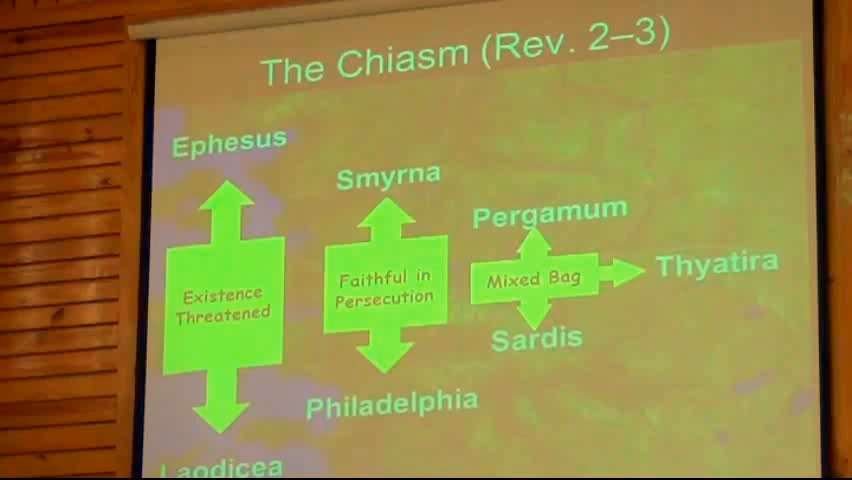 The Chiasm (Rev. 2–3)
Ephesus
Smyrna
Pergamum
Thyatira
Existence
Threatened
Faithful in
Persecution
Mixed Bag
Sardis
Philadelphia
Laodicea